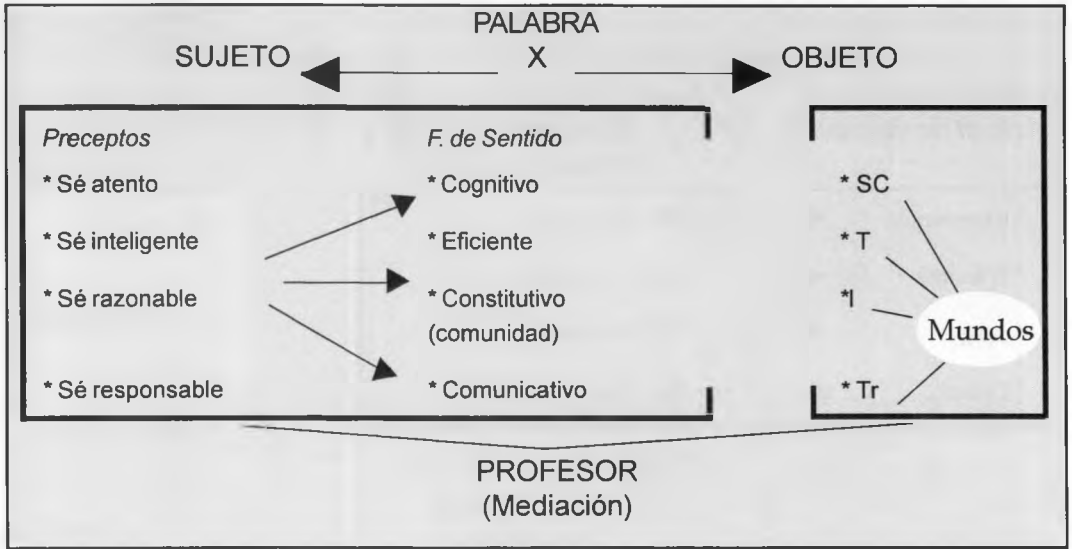 PALABRA
SUJETO X OBJETO
Preceptos F. de Sentido
* Sé atento * Cognitivo * SC
* Sé inteligente * Eficiente * T
* Sé razonable * Constitutivo *I
(comunidad) Mundos
* Sé responsable * Comunicativo * Tr
PROFESOR
(Mediación)